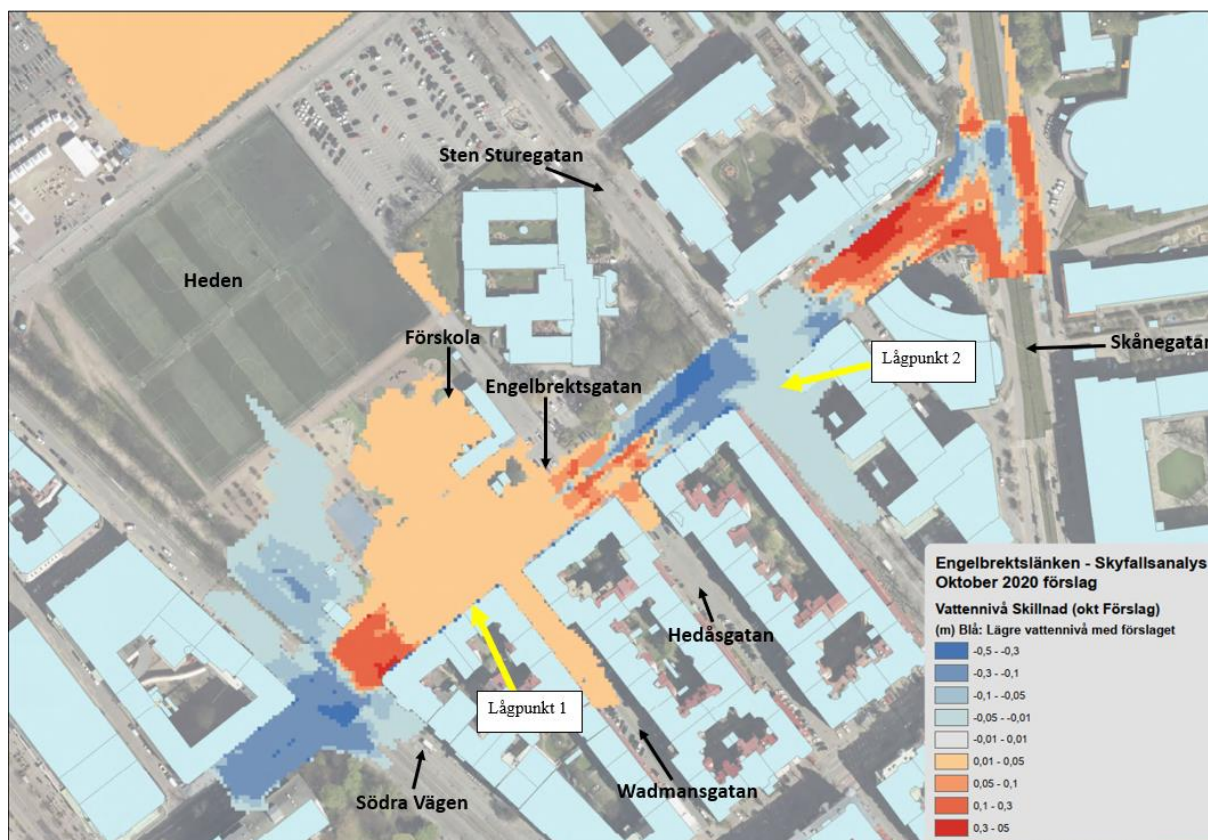 Sten Sturegatan
Heden
Förskola
Engelbrektsgatan
Skånegatan
Lågpunkt 2
Hedåsgatan
Lågpunkt 1
Wadmansgatan
Södra Vägen
Engelbrektslänken - Skyfallsanalys
Oktober 2020 förslag
Vattennivå Skillnad (okt Förslag)
(m) Blå: Lägre vattennivå med förslaget
-0,5 - -0,3
-0,3 - -0,1
-0,1 - -0,05
-0,05 - -0,01
-0,01 - 0,01
0,01 - 0,05
0,05 - 0,1
0,1 - 0,3
0,3 - 05